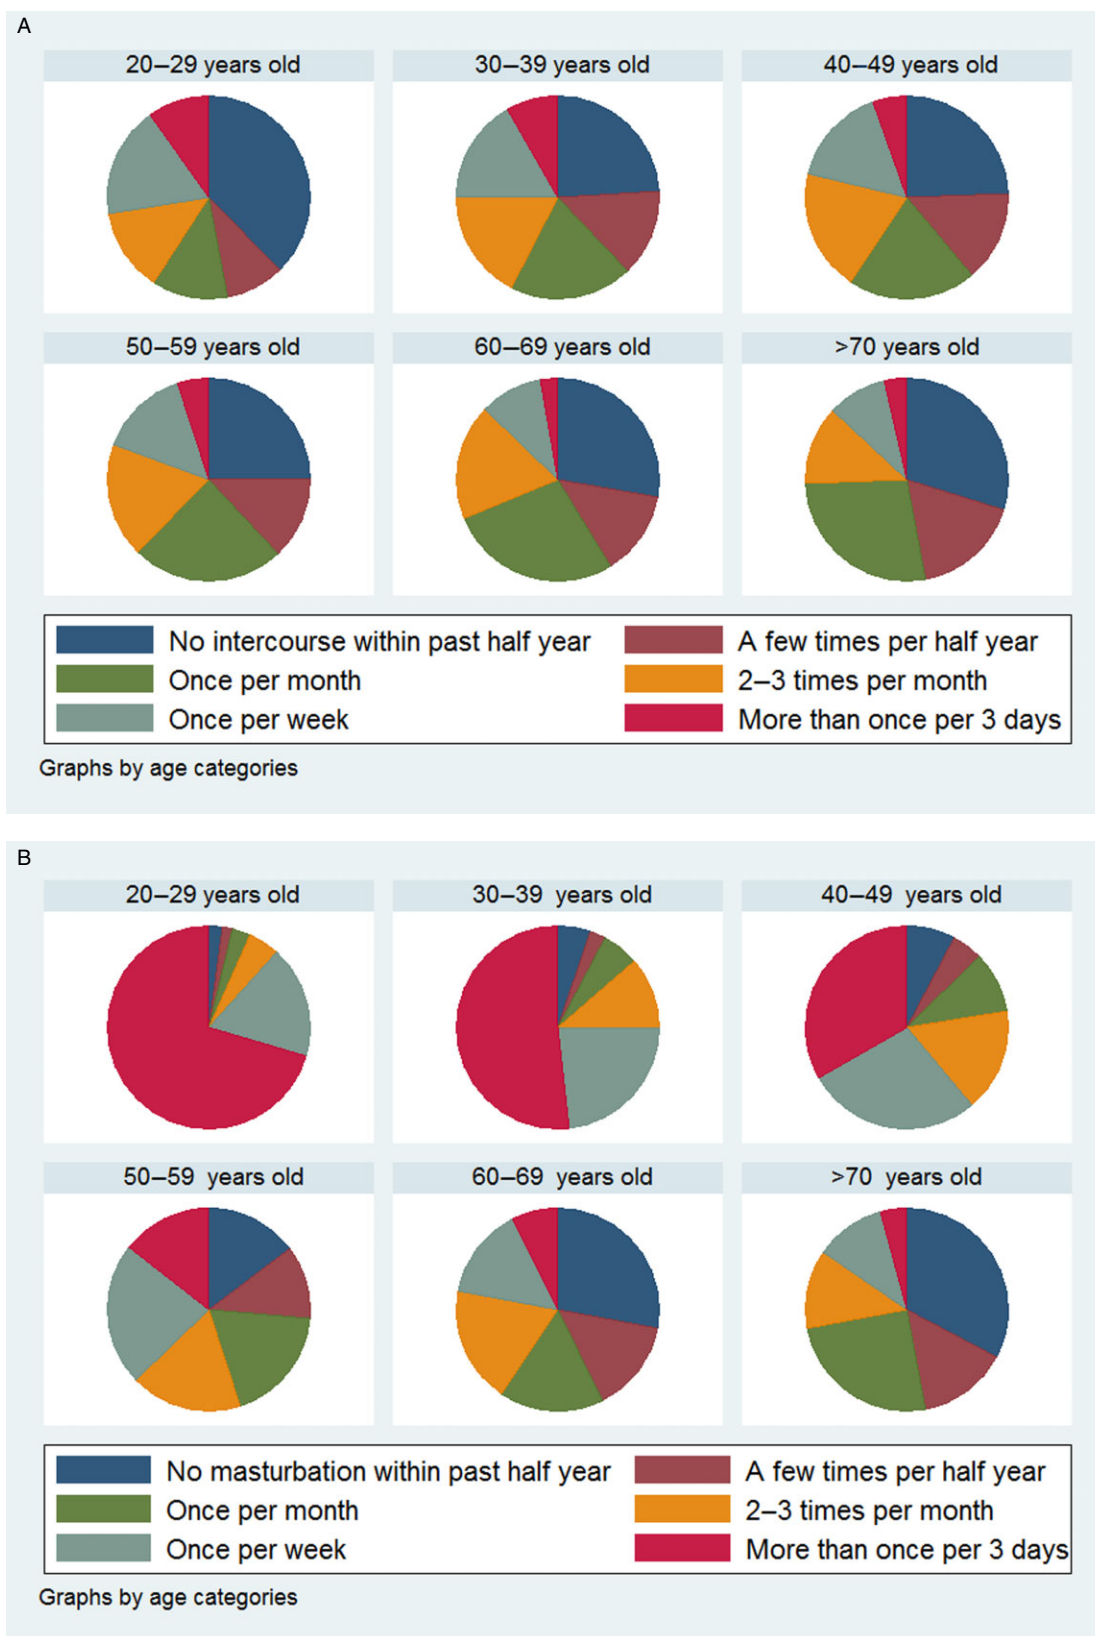 A
20–29 years old
30–39 years old
40–49 years old
50–59 years old
60–69 years old
>70 years old
No intercourse within past half year
A few times per half year
Once per month
2–3 times per month
Once per week
More than once per 3 days
Graphs by age categories
B
20–29 years old
30–39 years old
40–49 years old
50–59 years old
60–69 years old
>70 years old
No masturbation within past half year
A few times per half year
Once per month
2–3 times per month
Once per week
More than once per 3 days
Graphs by age categories